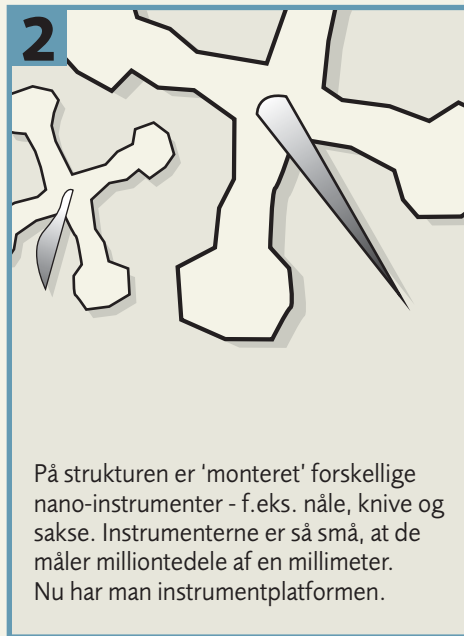 2
På strukturen er 'monteret' forskellige
nano-instrumenter - f.eks. nåle, knive og
sakse. Instrumenterne er så små, at de
måler milliontedele af en millimeter.
Nu har man instrumentplatformen.